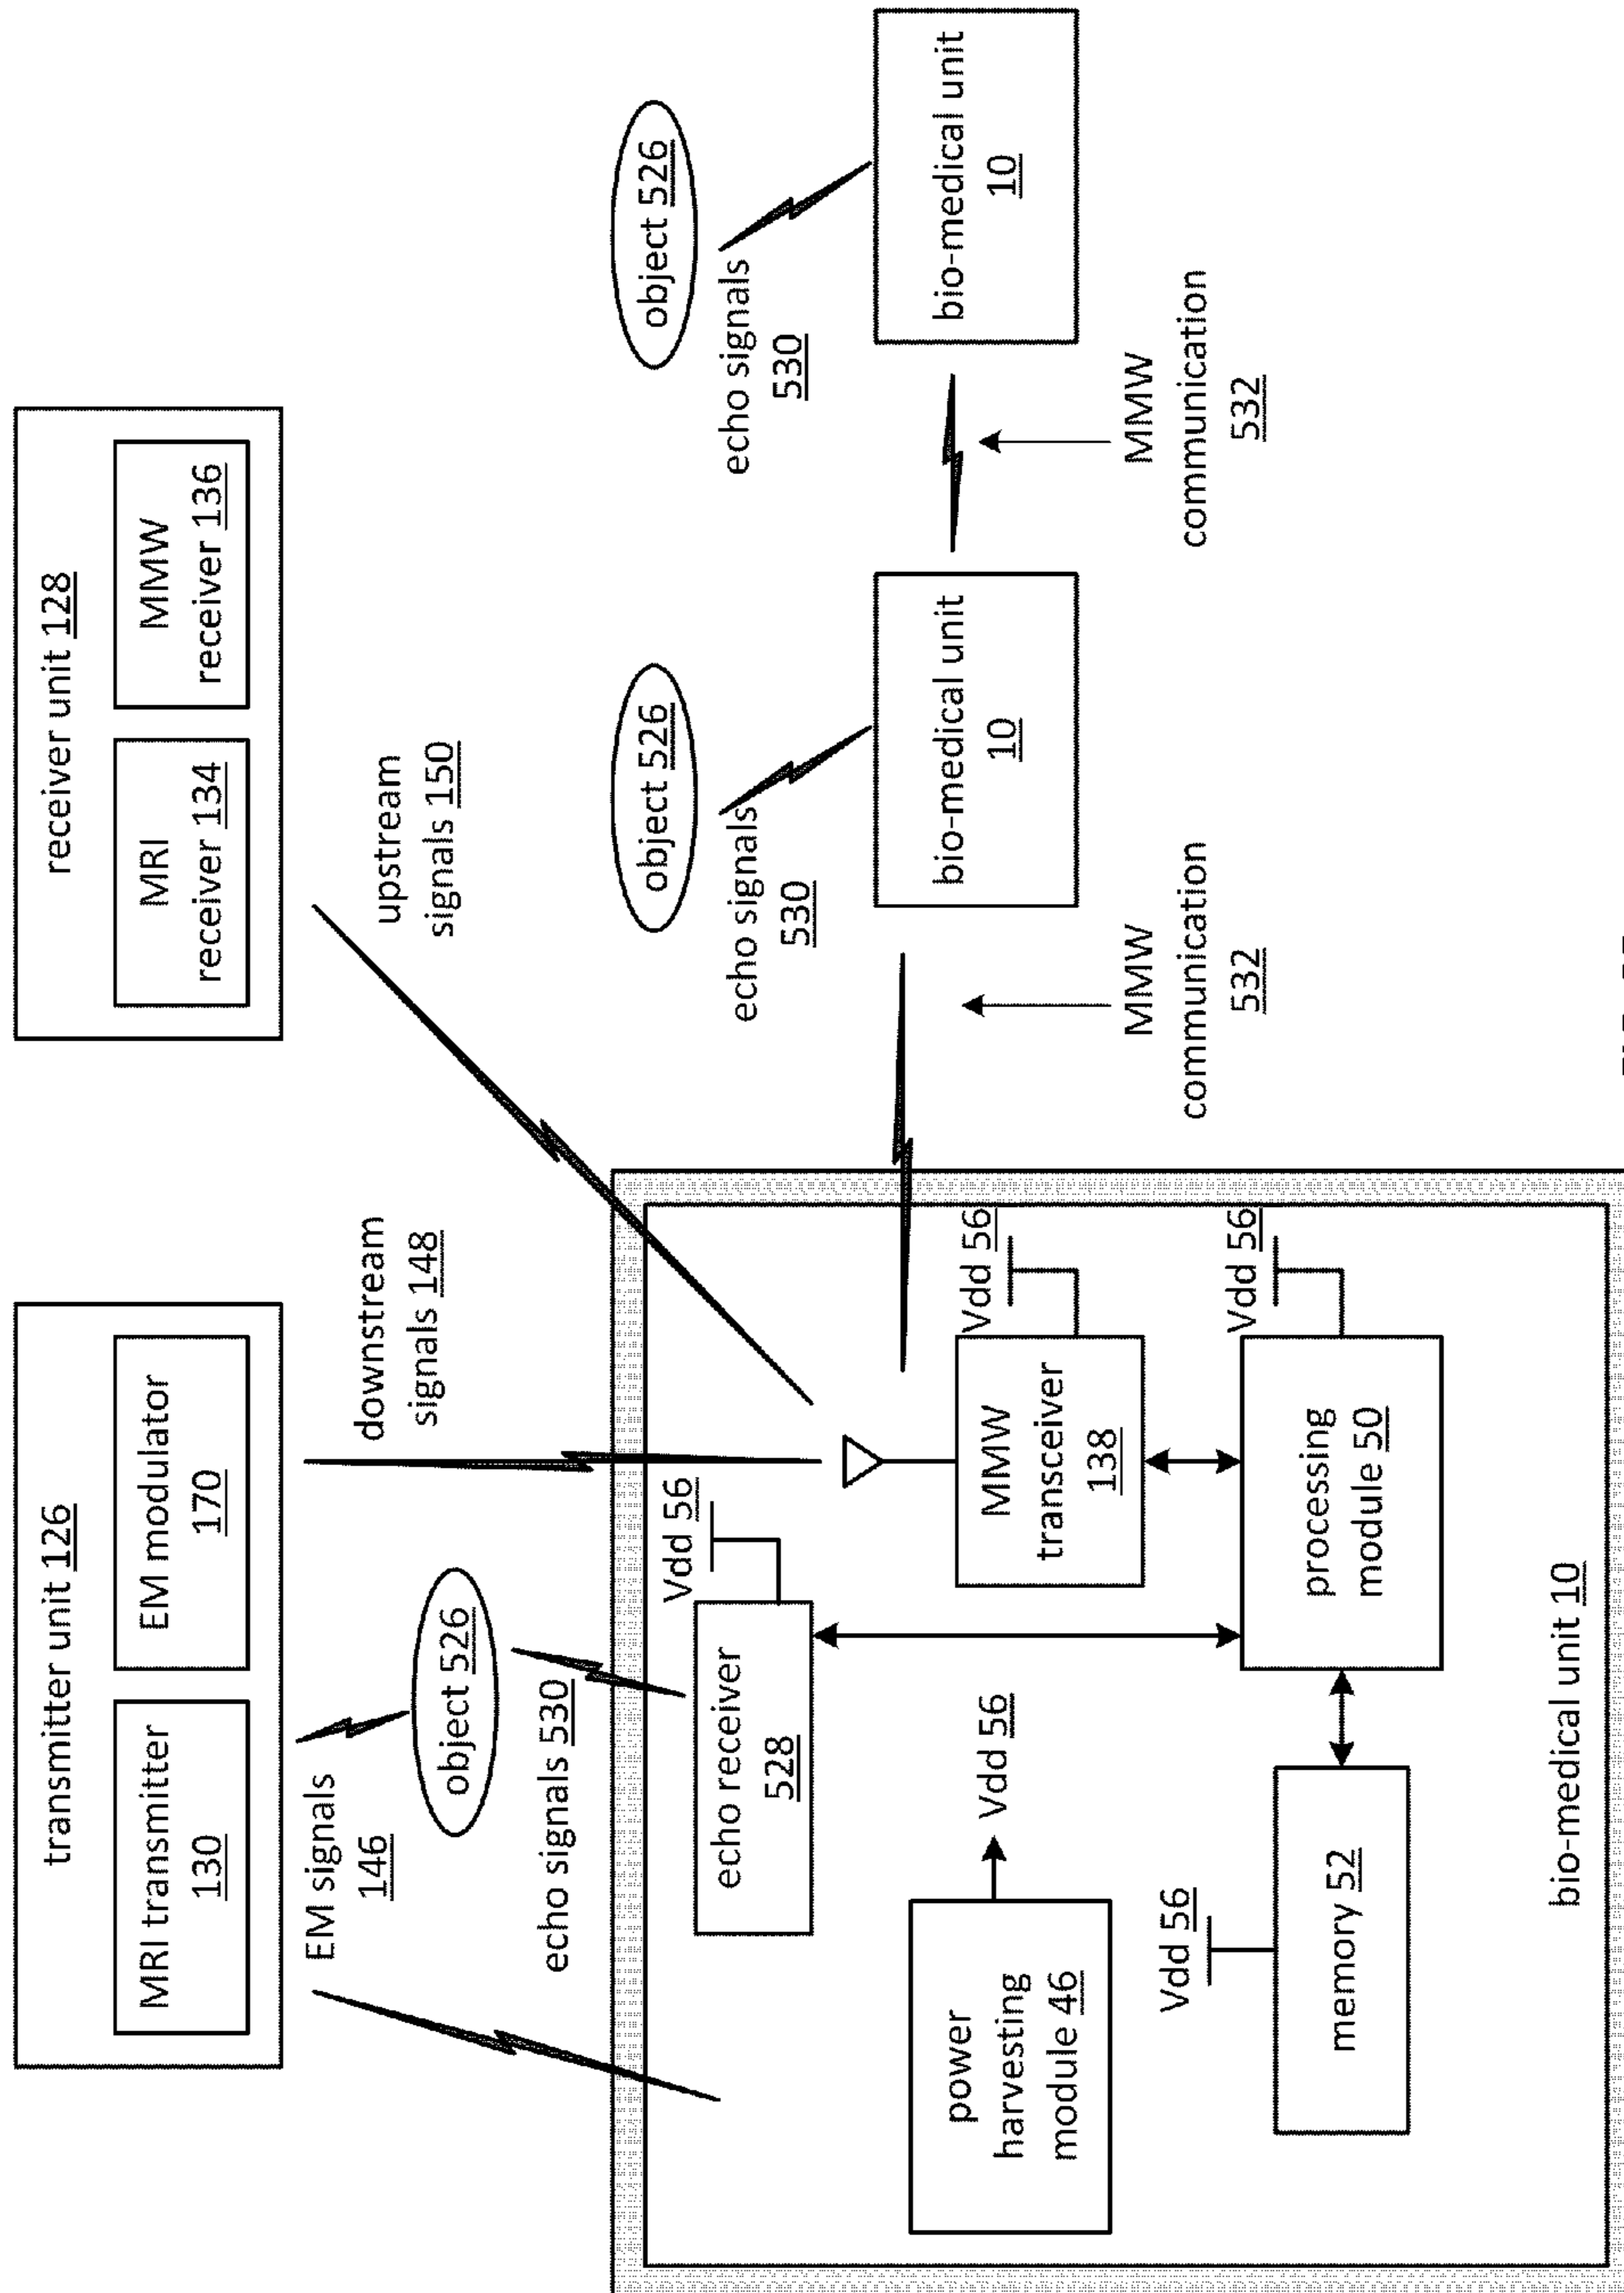 transmitter unit 126
MRI transmitter
130
EM modulator
170
receiver unit 128
MRI
receiver 134
MMW
receiver 136
EM signals
146
downstream
signals 148
upstream
signals 150
object 526
echo signals 530
object 526
echo signals
530
object 526
echo signals
530
echo receiver
528
Vdd 56
power
harvesting
module 46
Vdd 56
MMW
transceiver
138
Vdd 56
Vdd 56
memory 52
processing
module 50
Vdd 56
bio-medical unit 10
bio-medical unit
10
bio-medical unit
10
MMW
communication
532
MMW
communication
532